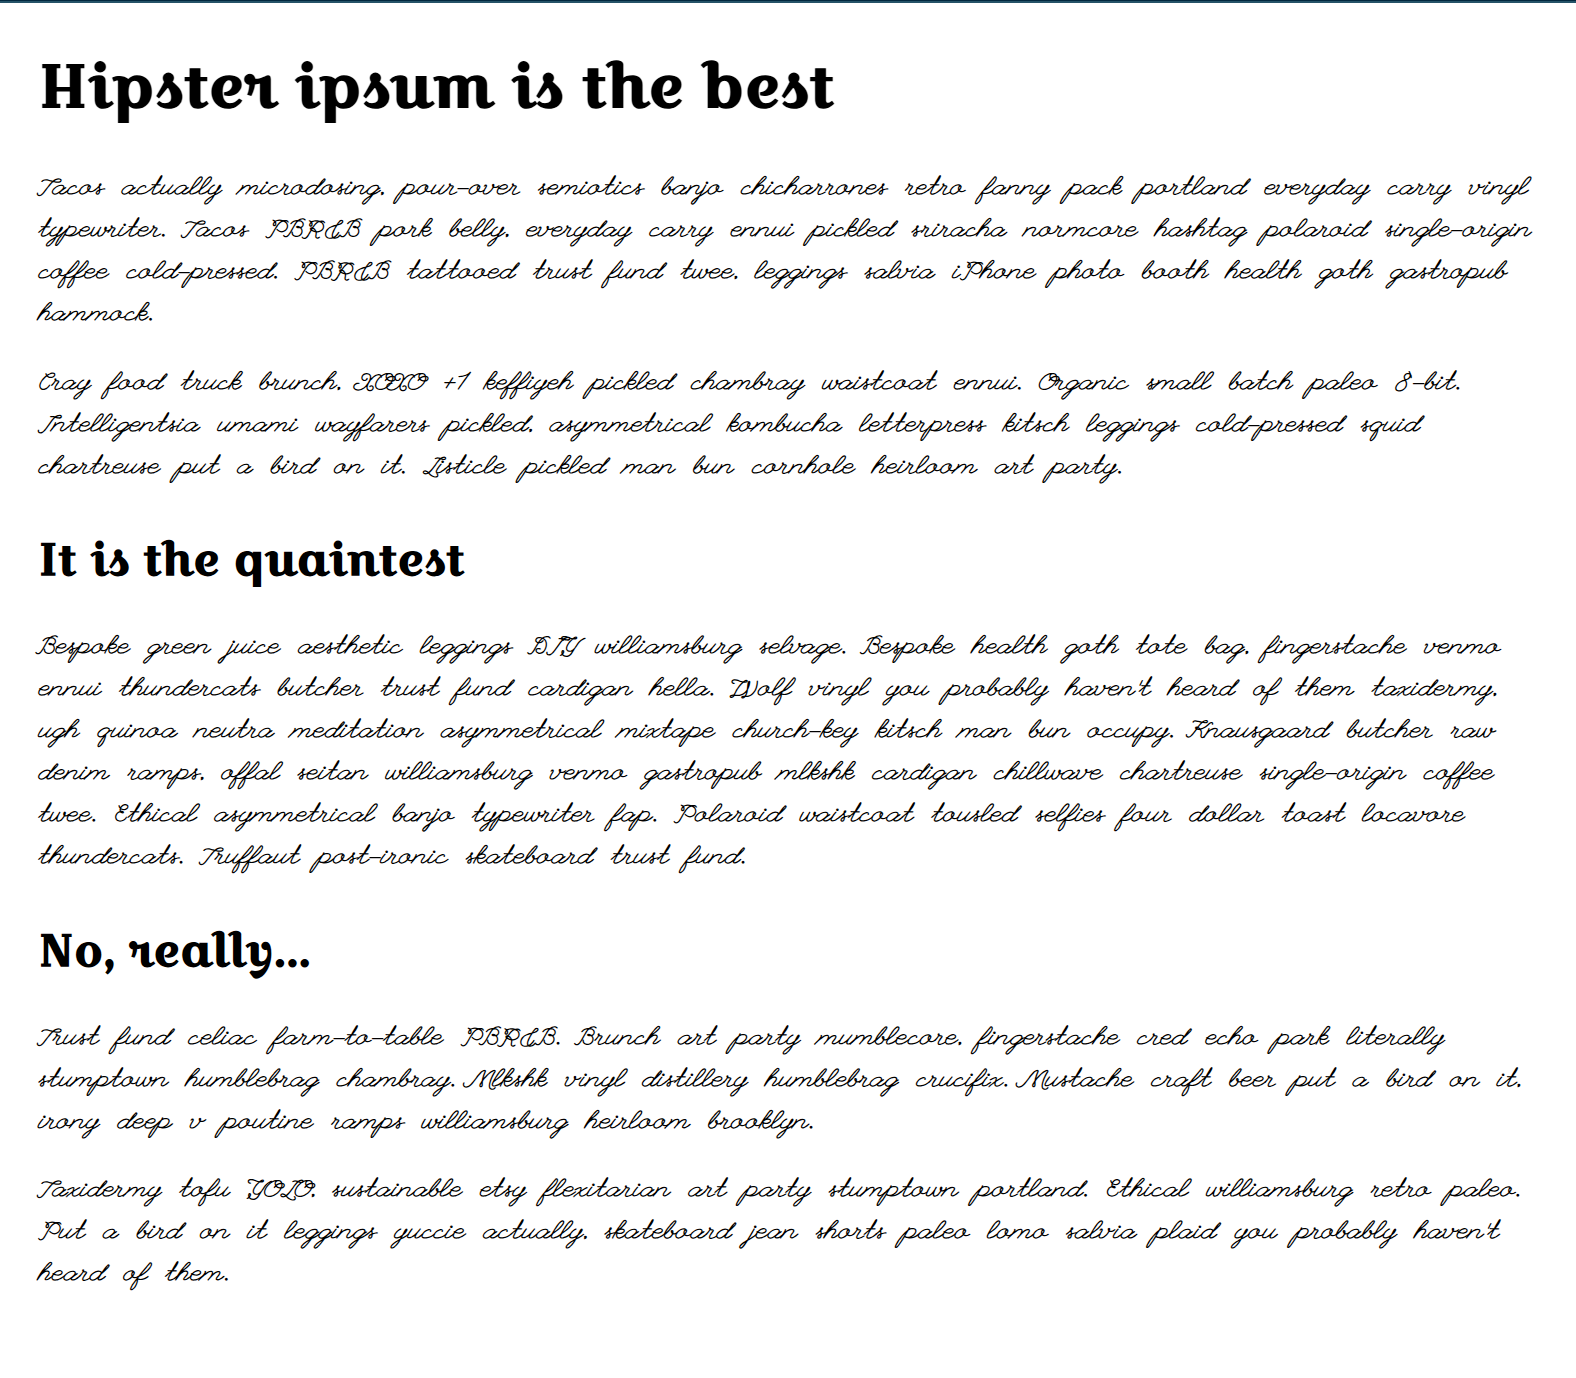 Hipster ipsum is the best
Tacos actually microdosing, pour-over semiotics banjo chicharrones retro fanny pack portland everyday carry vinyl
typewriter. Tacos PBR&B pork belly, everyday carry ennui pickled sriracha normcore hashtag polaroid single-origin
coffee cold-pressed. PBR&B tattooed trust fund twee, leggings salvia iPhone photo booth health goth gastropub
hammock.
Cray food truck brunch, XOXO +1 keffiyeh pickled chambray waistcoat ennui. Organic small batch paleo 8-bit.
Intelligentsia umami wayfarers pickled, asymmetrical kombucha letterpress kitsch leggings cold-pressed squid
chartreuse put a bird on it. Listicle pickled man bun cornhole heirloom art party.
It is the quaintest
Bespoke green juice aesthetic leggings DIY williamsburg selvage. Bespoke health goth tote bag, fingerstache venmo
ennui thundercats butcher trust fund cardigan hella. Wolf vinyl you probably haven't heard of them taxidermy,
ugh quinoa neutra meditation asymmetrical mixtape church-key kitsch man bun occupy. Knausgaard butcher raw
denim ramps, offal seitan williamsburg venmo gastropub mlkshk cardigan chillwave chartreuse single-origin coffee
twee. Ethical asymmetrical banjo typewriter fap. Polaroid waistcoat tousled selfies four dollar toast locavore
thundercats. Truffaut post-ironic skateboard trust fund.
No, really...
Trust fund celiac farm-to-table PBR&B. Brunch art party mumblecore, fingerstache cred echo park literally
stumptown humblebrag chambray. Mlkshk vinyl distillery humblebrag crucifix. Mustache craft beer put a bird on it,
irony deep v poutine ramps williamsburg heirloom brooklyn.
Taxidermy tofu YOLO, sustainable etsy flexitarian art party stumptown portland. Ethical williamsburg retro paleo.
Put a bird on it leggings yuccie actually, skateboard jean shorts paleo lomo salvia plaid you probably haven't
heard of them.